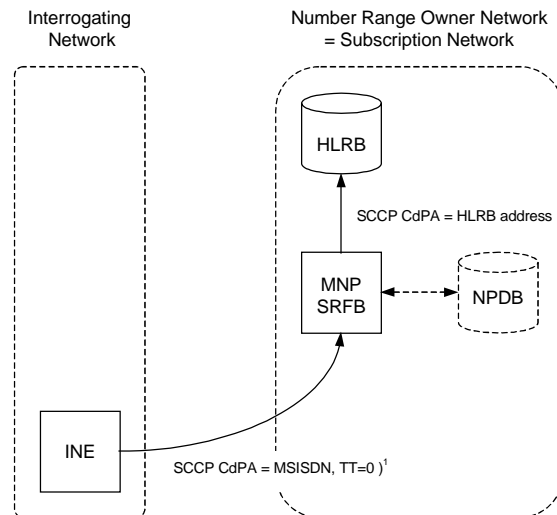 Interrogating
Network
Number Range Owner Network
= Subscription Network
HLRB
SCCP CdPA = HLRB address
MNP
SRFB
NPDB
INE
SCCP CdPA = MSISDN, TT=0 )¹